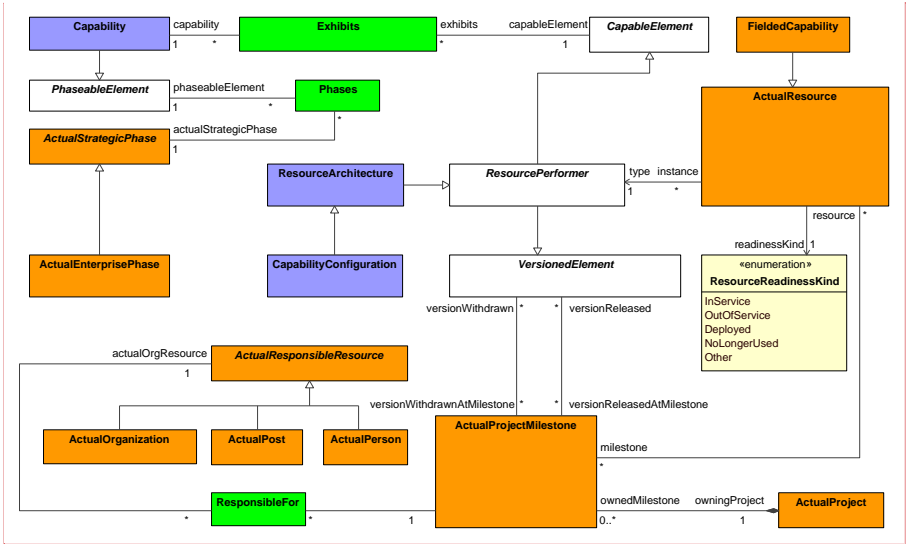 Capability
capability
1
*
Exhibits
exhibits
*
capableElement
1
CapableElement
FieldedCapability
PhaseableElement
phaseableElement
1
*
Phases
*
ActualResource
ActualStrategicPhase
actualStrategicPhase
1
ResourceArchitecture
ResourcePerformer
type
1
instance
*
resource
*
readinessKind
1
ActualEnterprisePhase
CapabilityConfiguration
VersionedElement
«enumeration»
ResourceReadinessKind
InService
OutOfService
Deployed
NoLongerUsed
Other
versionWithdrawn
*
*
versionReleased
actualOrgResource
1
ActualResponsibleResource
versionWithdrawnAtMilestone
*
*
versionReleasedAtMilestone
ActualOrganization
ActualPost
ActualPerson
ActualProjectMilestone
milestone
*
ResponsibleFor
*
*
1
ownedMilestone
0..*
owningProject
1
ActualProject